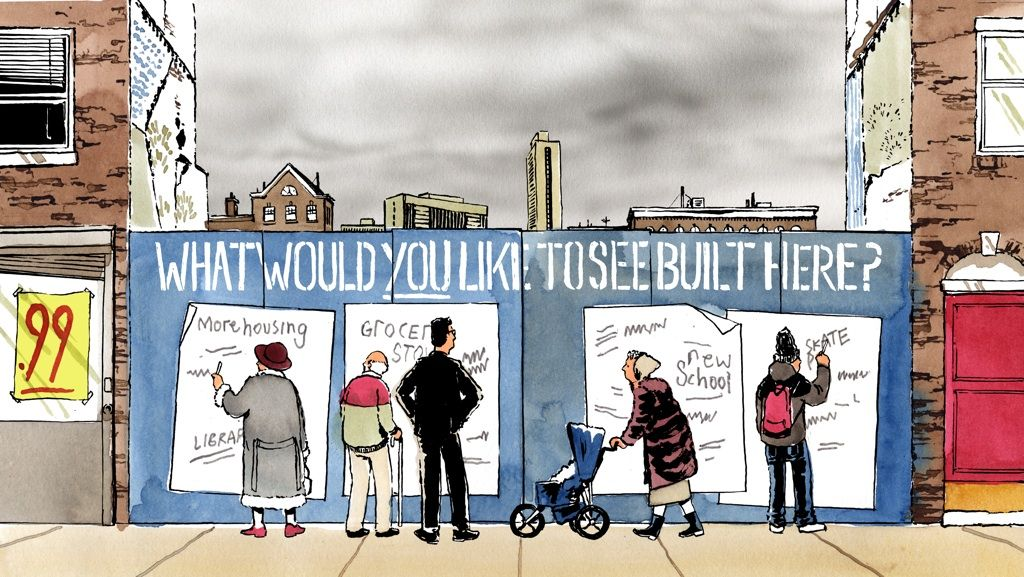 WHAT WOULD YOU LIKE TO SEE BUILT HERE?
.99
More housing
LIBRAR
GROCER
STO
new
School
SKATE